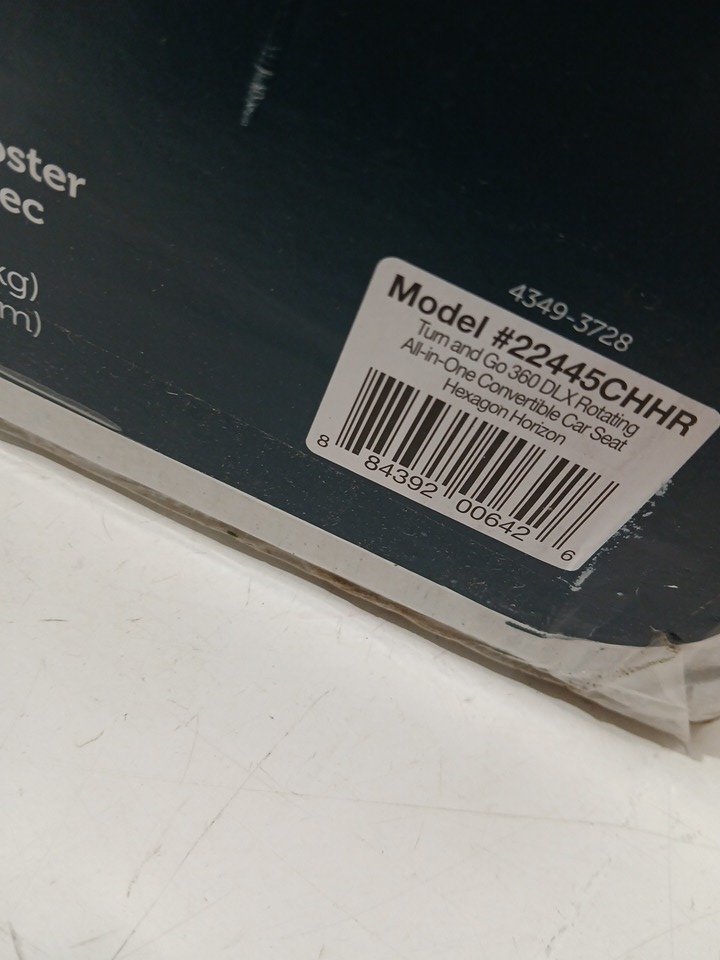 ec
kg)
m)
4349-3728
Model #22445CHHR
Turn and Go 360 DLX Rotating
All-in-One Convertible Car Seat
Hexagon Horizon
8 84392 00642 6